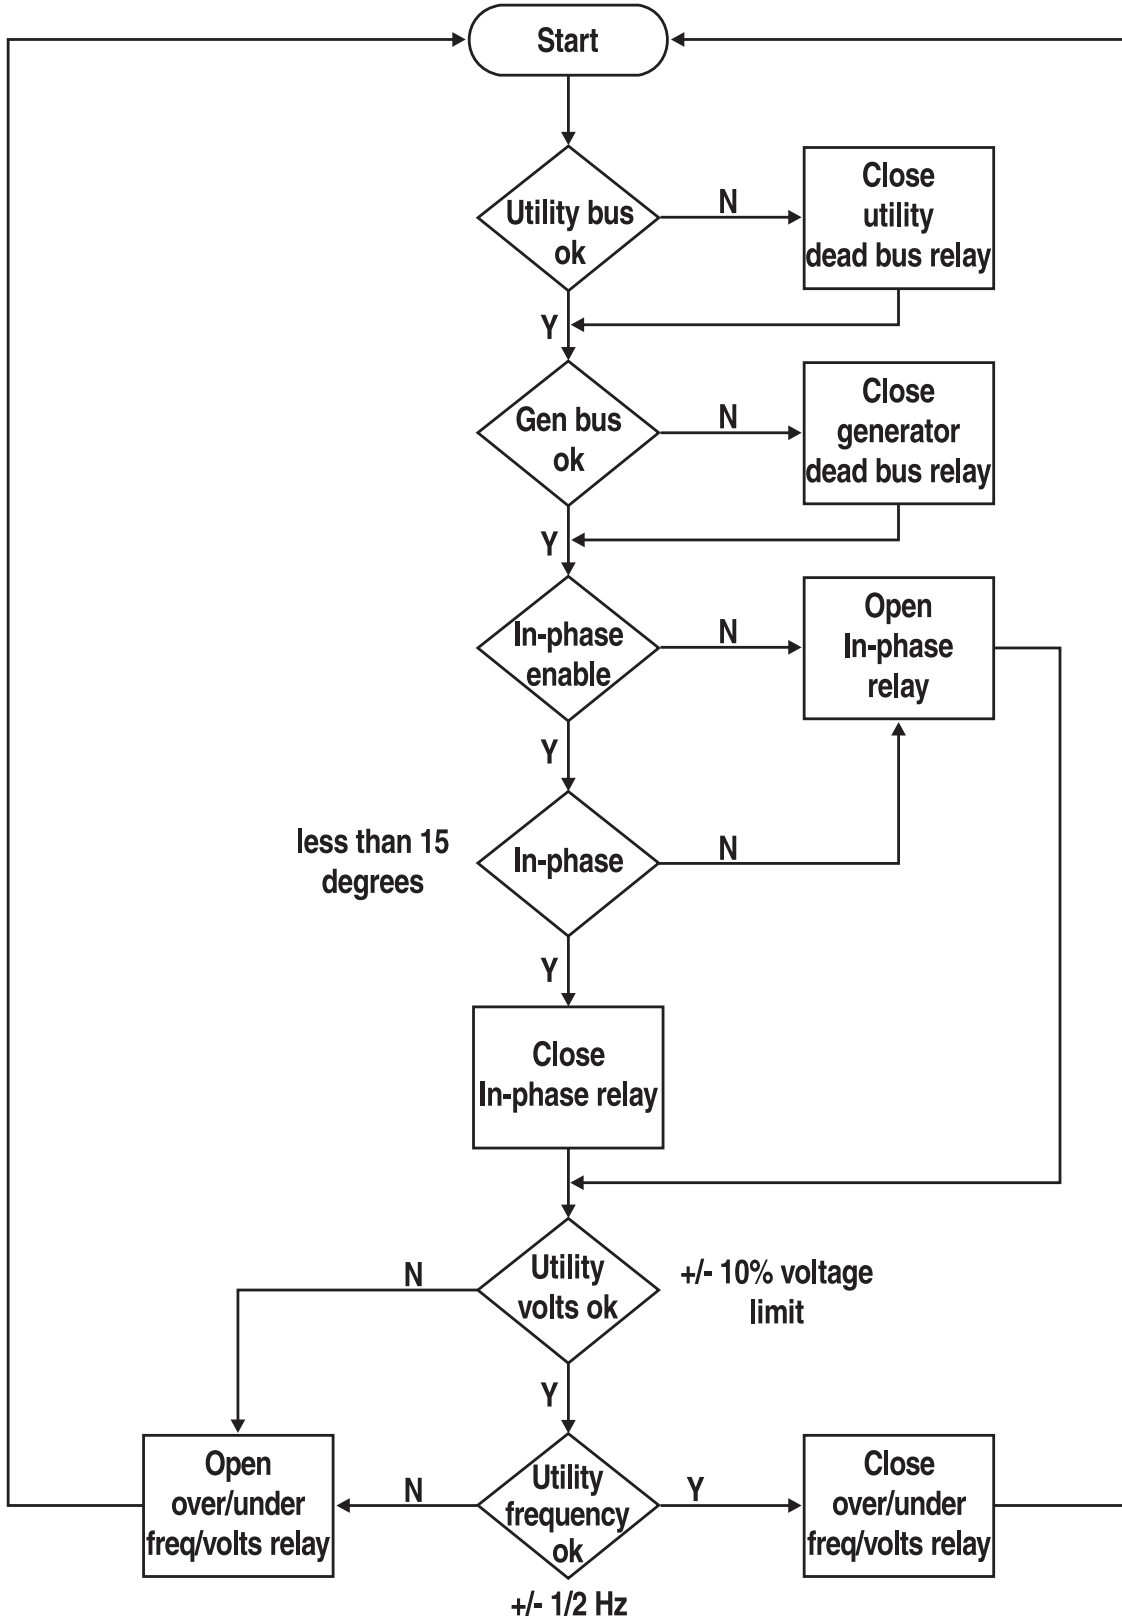 Start
Utility bus
ok
N
Close
utility
dead bus relay
Y
Gen bus
ok
N
Close
generator
dead bus relay
Y
In-phase
enable
N
Open
In-phase
relay
Y
less than 15
degrees
In-phase
N
Y
Close
In-phase relay
N
Utility
volts ok
+/- 10% voltage
limit
Y
Open
over/under
freq/volts relay
N
Utility
frequency
ok
Y
Close
over/under
freq/volts relay
+/- 1/2 Hz